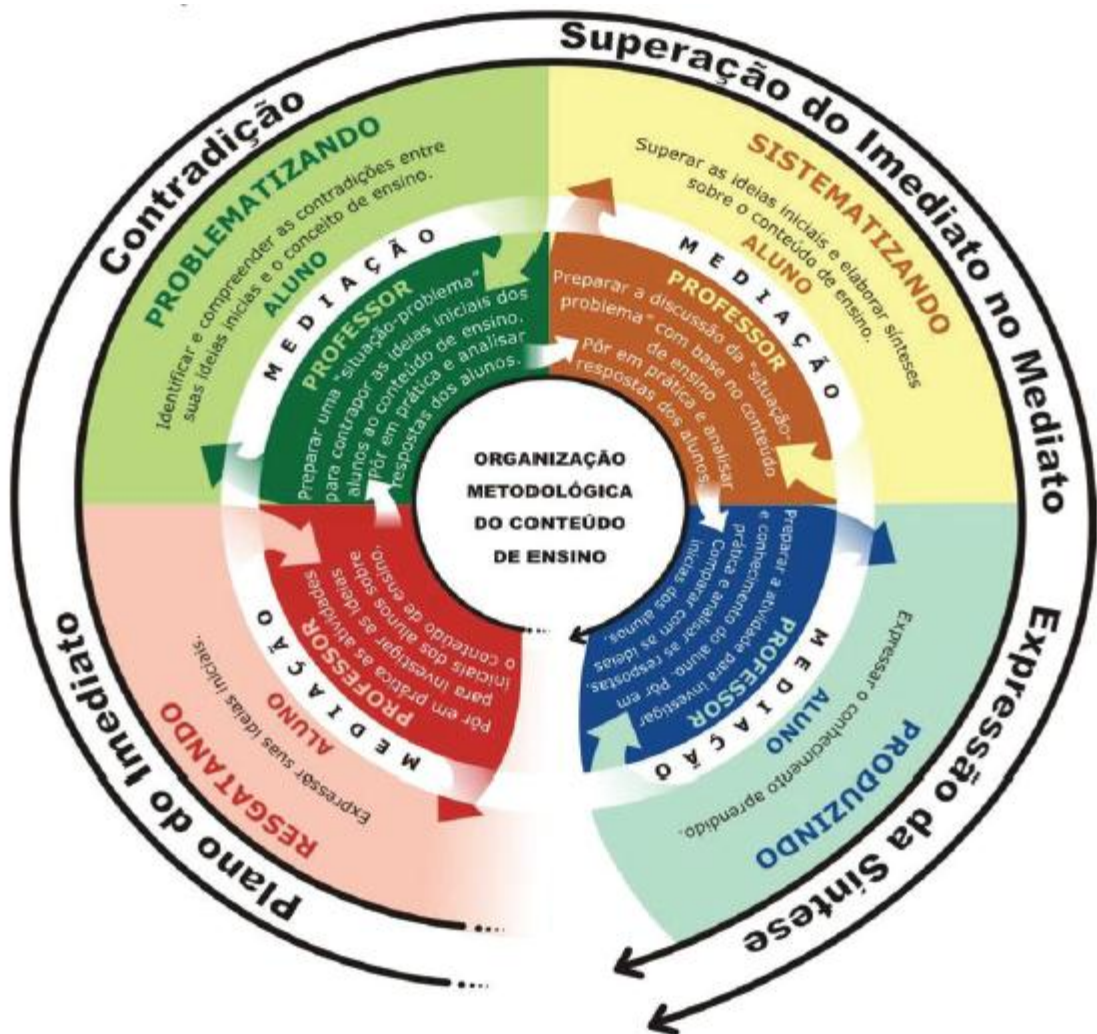 Plano do Imediato
RESGATANDO
Expressar suas ideias iniciais.
ALUNO
MEDIAÇÃO
PROFESSOR
Pôr em prática as atividades
para investigar as ideias
iniciais dos alunos sobre
o conteúdo de ensino.
Contradição
PROBLEMATIZANDO
Identificar e compreender as contradições entre
suas ideias inicias e o conceito de ensino.
ALUNO
MEDIAÇÃO
PROFESSOR
Preparar uma "situação-problema"
para contrapor as ideias iniciais dos
alunos ao conteúdo de ensino.
Pôr em prática e analisar
respostas dos alunos.
Superação do Imediato no Mediato
SISTEMATIZANDO
Superar as ideias iniciais e elaborar sínteses
sobre o conteúdo de ensino.
ALUNO
MEDIAÇÃO
PROFESSOR
Preparar a discussão da "situação-
problema" com base no conteúdo
de ensino
Pôr em prática e analisar
respostas dos alunos
Expressão da Síntese
PRODUZINDO
Expressar o conhecimento aprendido.
ALUNO
MEDIAÇÃO
PROFESSOR
Preparar a atividade para investigar
e conhecimento do aluno. Pôr em
prática e analisar as respostas.
Comparar com as ideias
inicias dos alunos.
ORGANIZAÇÃO
METODOLÓGICA
DO CONTEÚDO
DE ENSINO